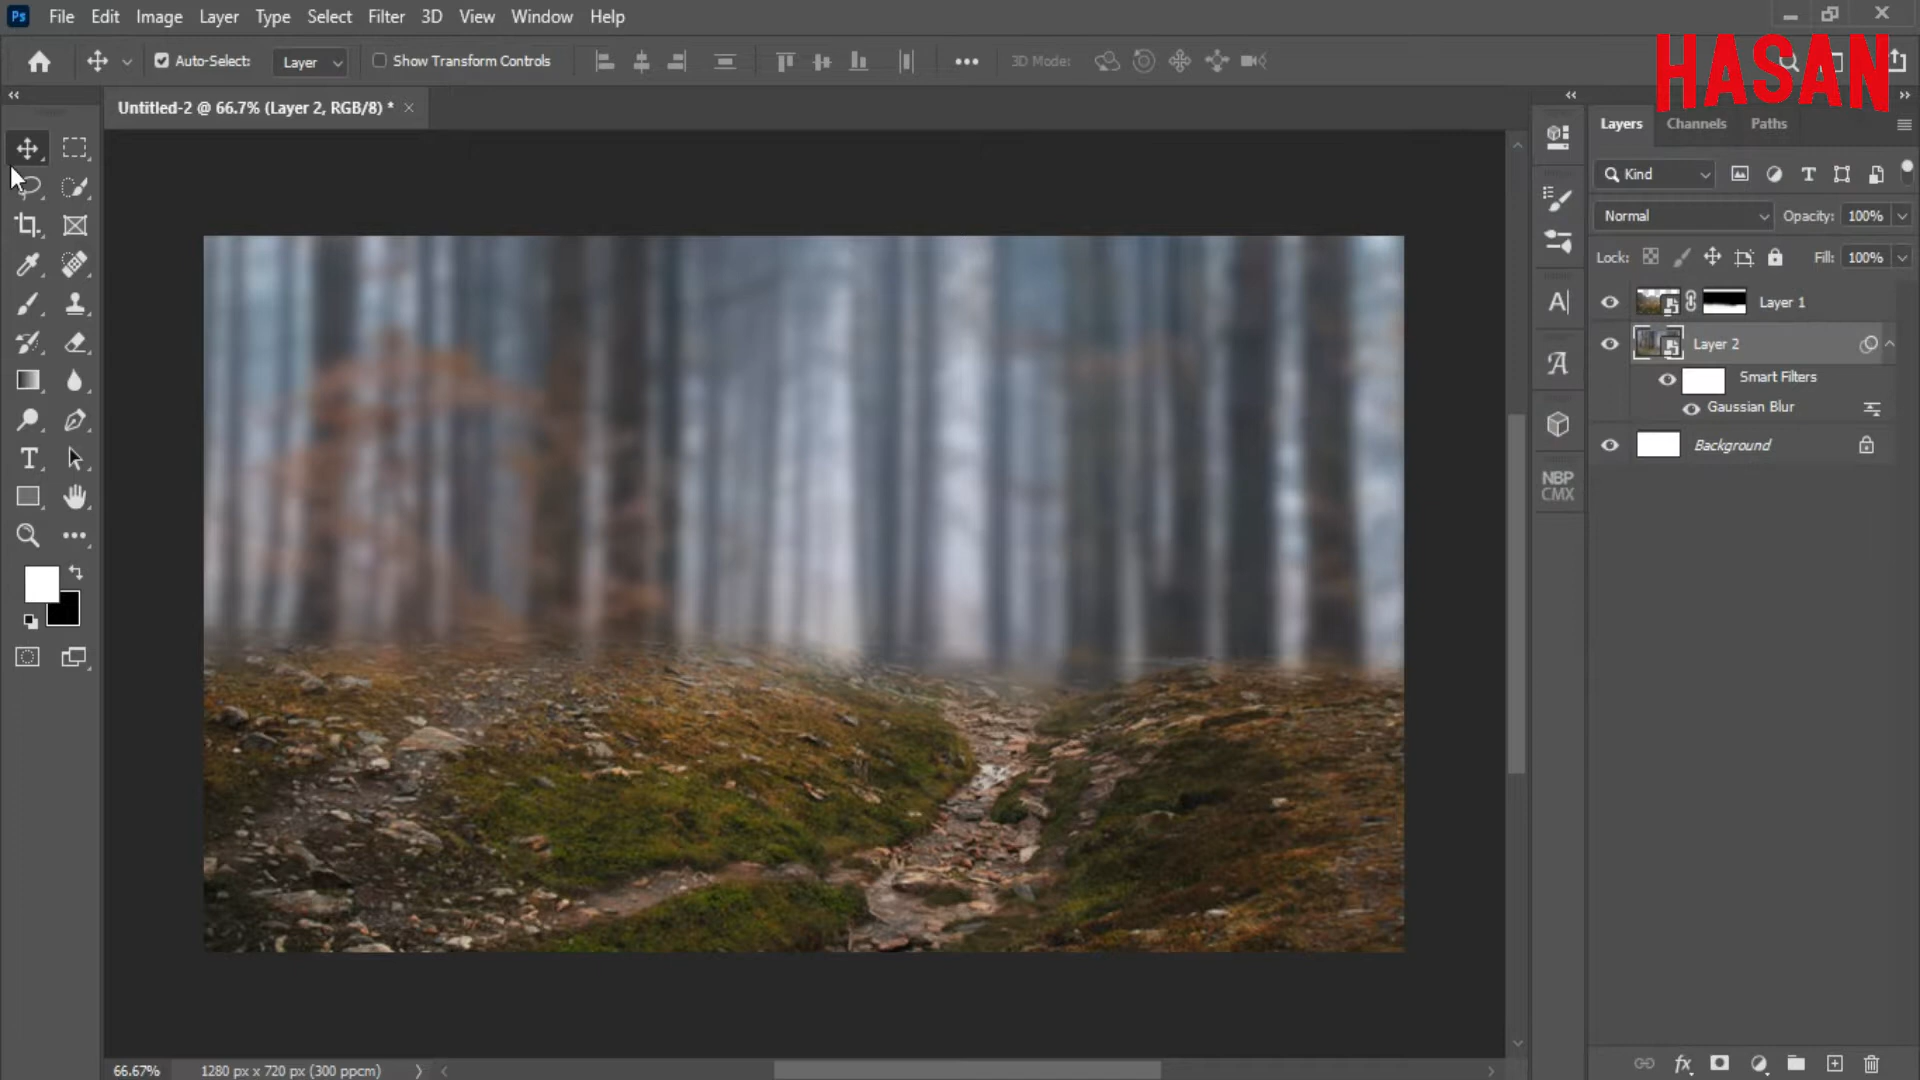 Ps File Edit Image Layer Type Select Filter 3D View Window Help
Auto-Select: Layer Show Transform Controls 3D Mode:
HASAN
Untitled-2 @ 66.7% (Layer 2, RGB/8) *
Layers Channels Paths
Kind
Normal Opacity: 100%
Lock: Fill: 100%
Layer 1
Layer 2
Smart Filters
Gaussian Blur
Background
NBP
CMX
66.67% 1280 px x 720 px (300 ppcm)